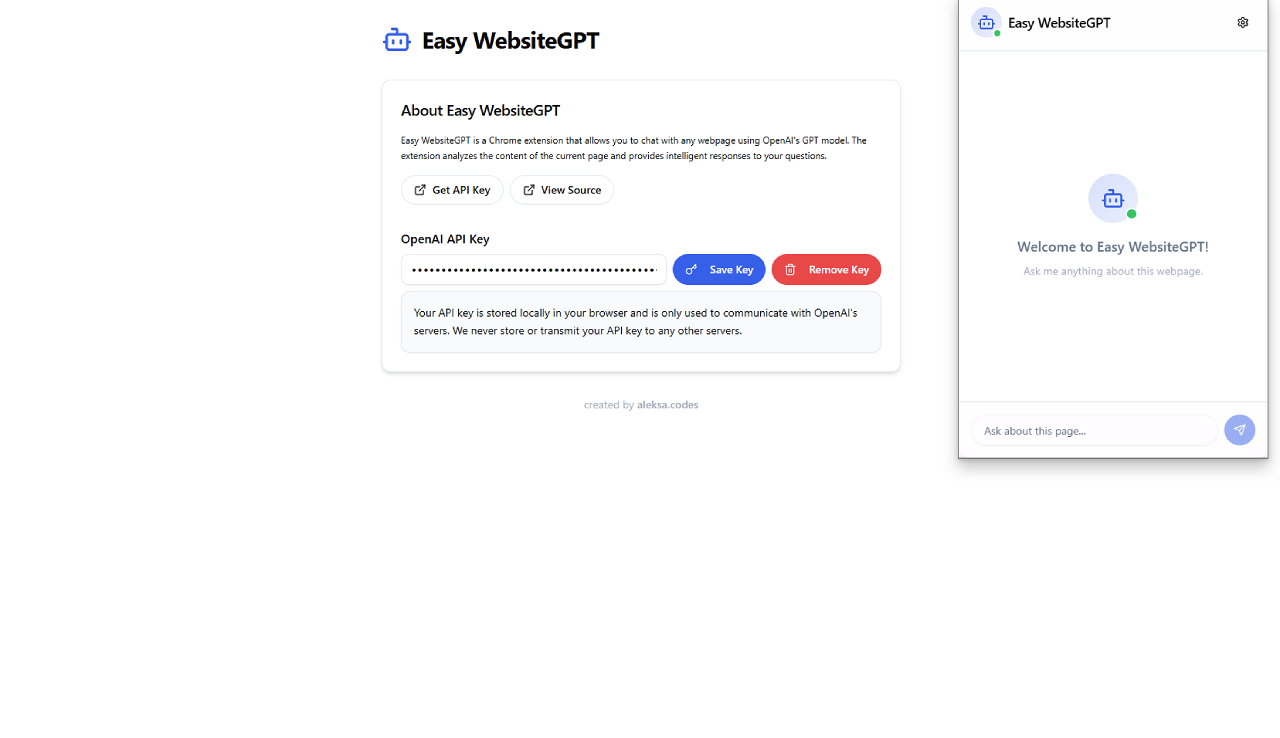 Easy WebsiteGPT
About Easy WebsiteGPT
Easy WebsiteGPT is a Chrome extension that allows you to chat with any webpage using OpenAI's GPT model. The
extension analyzes the content of the current page and provides intelligent responses to your questions.
Get API Key
View Source
OpenAI API Key
Save Key
Remove Key
Your API key is stored locally in your browser and is only used to communicate with OpenAI's
servers. We never store or transmit your API key to any other servers.
created by aleksa.codes
Easy WebsiteGPT
Welcome to Easy WebsiteGPT!
Ask me anything about this webpage.
Ask about this page...